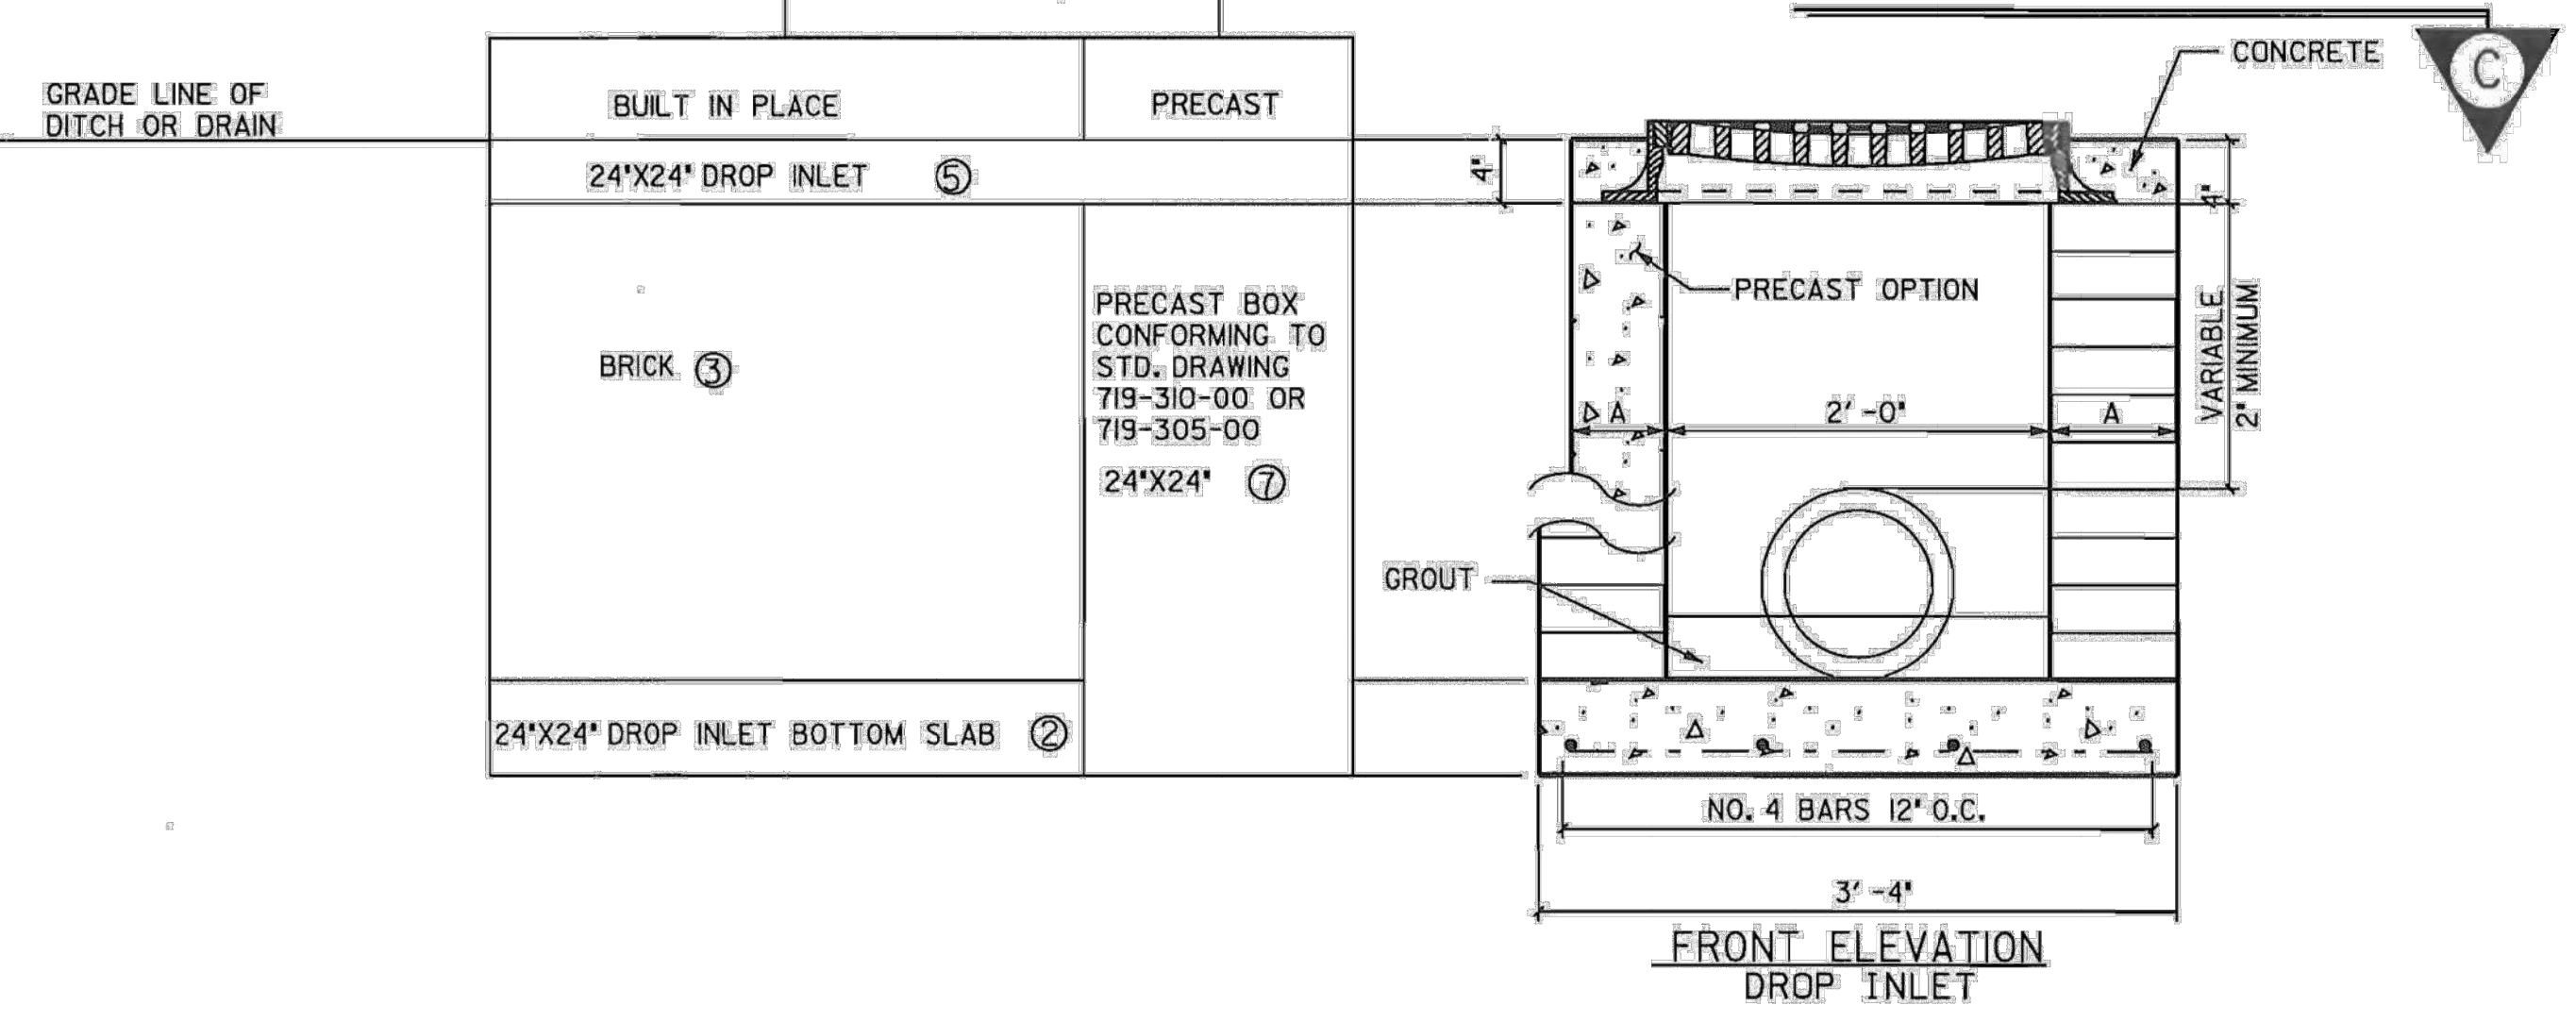 GRADE LINE OF
DITCH OR DRAIN
BUILT IN PLACE
PRECAST
24"X24" DROP INLET ⑤
BRICK ③
PRECAST BOX
CONFORMING TO
STD. DRAWING
719-310-00 OR
719-305-00
24"X24" ⑦
24"X24" DROP INLET BOTTOM SLAB ②
CONCRETE
C
4"
4"
PRECAST OPTION
VARIABLE
2" MINIMUM
A
2'-0"
A
GROUT
NO. 4 BARS 12" O.C.
3'-4"
FRONT ELEVATION
DROP INLET